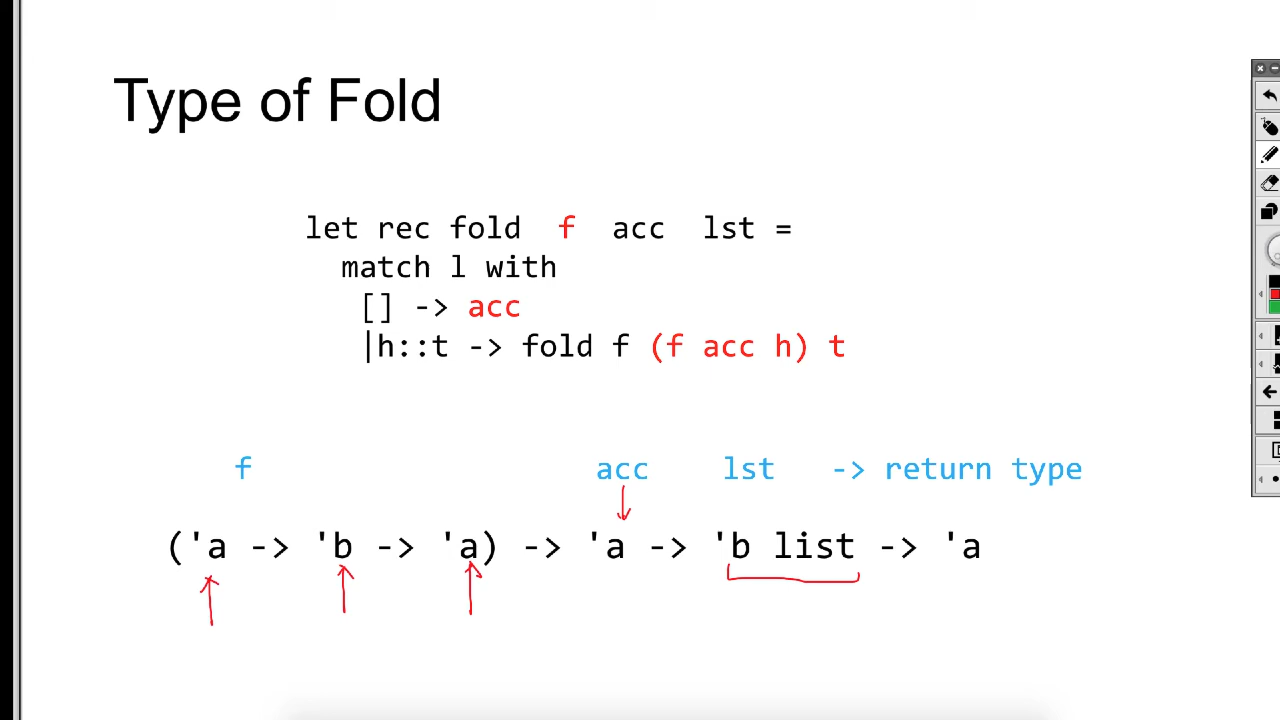 Type of Fold
let rec fold f acc lst =
match l with
[] -> acc
|h::t -> fold f (f acc h) t
f acc lst -> return type
('a -> 'b -> 'a) -> 'a -> 'b list -> 'a